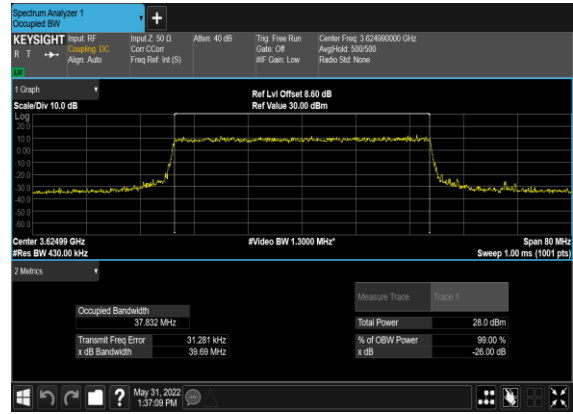 Spectrum Analyzer 1
Occupied BW
+
KEYSIGHT Input: RF Input Z: 50 Ω Atten: 40 dB Trig: Free Run Center Freq: 3.624990000 GHz
R T Coupling: DC Corr CCorr Gate: Off Avg|Hold: 500/500
Align: Auto Freq Ref: Int (S) #IF Gain: Low Radio Std: None
LNI
1 Graph
Ref Lvl Offset 8.60 dB
Scale/Div 10.0 dB Ref Value 30.00 dBm
Log
20.0
10.0
0.00
-10.0
-20.0
-30.0
-40.0
-50.0
-60.0
Center 3.62499 GHz #Video BW 1.3000 MHz* Span 80 MHz
#Res BW 430.00 kHz Sweep 1.00 ms (1001 pts)
2 Metrics
Measure Trace Trace 1
Occupied Bandwidth
37.832 MHz Total Power 28.0 dBm
Transmit Freq Error 31.281 kHz % of OBW Power 99.00 %
x dB Bandwidth 39.69 MHz x dB -26.00 dB
?
May 31, 2022
1:37:09 PM